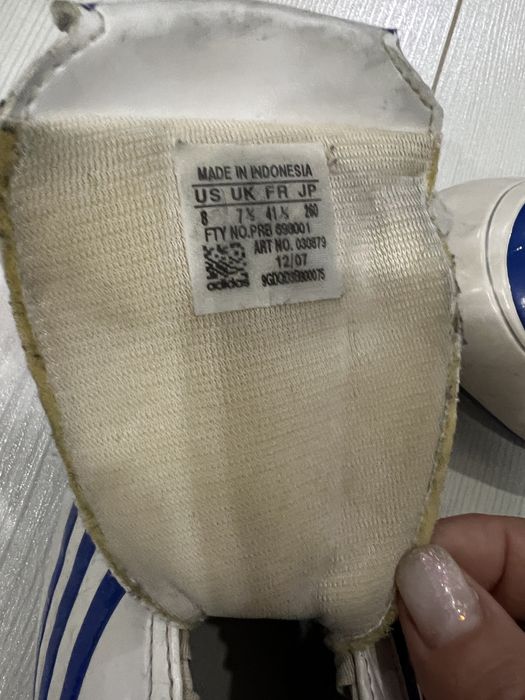 MADE IN INDONESIA
US UK FR JP
8 7½ 41⅓ 260
FTY NO.PRB 698001
ART NO. 033873
12/07
adidas